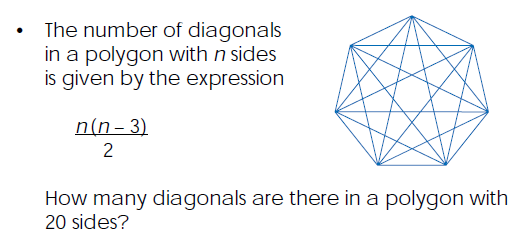 • The number of diagonals
in a polygon with n sides
is given by the expression
n(n – 3)
2
How many diagonals are there in a polygon with
20 sides?